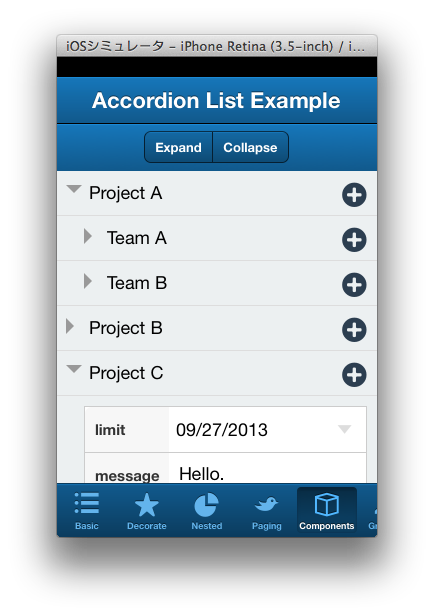 iOSシミュレータ – iPhone Retina (3.5-inch) / i...
Accordion List Example
Expand Collapse
Project A
Team A
Team B
Project B
Project C
limit 09/27/2013
message Hello.
Basic Decorate Nested Paging Components